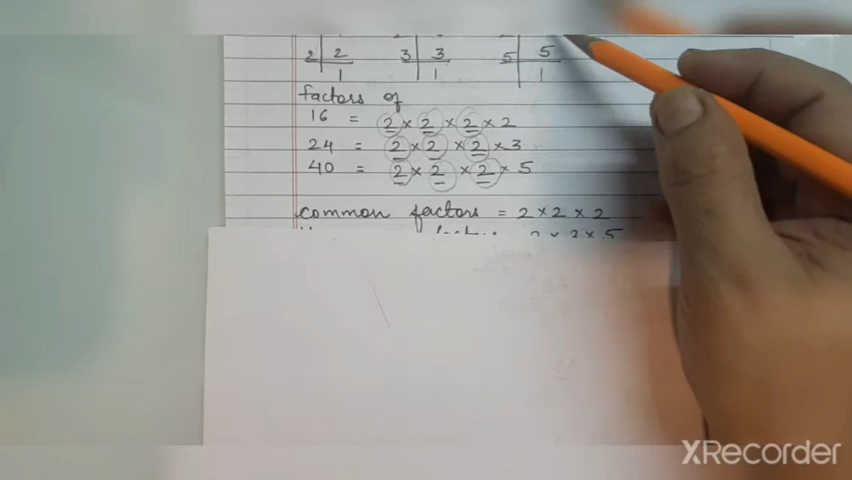 2 | 2 3 | 3 5 | 5
1 1 1
factors of
16 = 2 × 2 × 2 × 2
24 = 2 × 2 × 2 × 3
40 = 2 × 2 × 2 × 5
common factors = 2 × 2 × 2
XRecorder